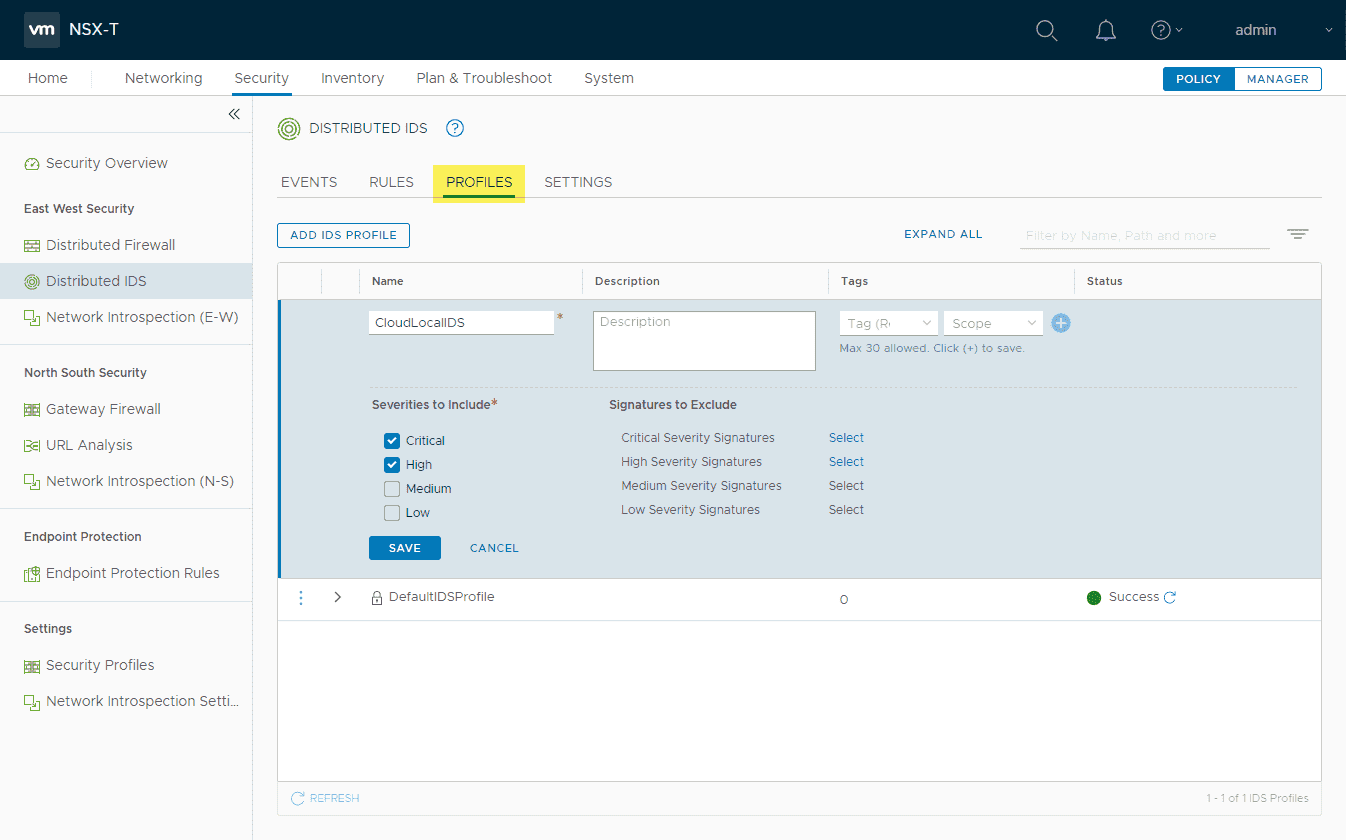 vm NSX-T admin
Home Networking Security Inventory Plan & Troubleshoot System POLICY MANAGER
DISTRIBUTED IDS
Security Overview
East West Security
Distributed Firewall
Distributed IDS
Network Introspection (E-W)
North South Security
Gateway Firewall
URL Analysis
Network Introspection (N-S)
Endpoint Protection
Endpoint Protection Rules
Settings
Security Profiles
Network Introspection Setti...
EVENTS RULES PROFILES SETTINGS
ADD IDS PROFILE EXPAND ALL Filter by Name, Path and more
Name Description Tags Status
CloudLocalIDS * Description Tag (Re Scope
Max 30 allowed. Click (+) to save.
Severities to Include* Signatures to Exclude
Critical Critical Severity Signatures Select
High High Severity Signatures Select
Medium Medium Severity Signatures Select
Low Low Severity Signatures Select
SAVE CANCEL
DefaultIDSProfile 0 Success
REFRESH 1 - 1 of 1 IDS Profiles